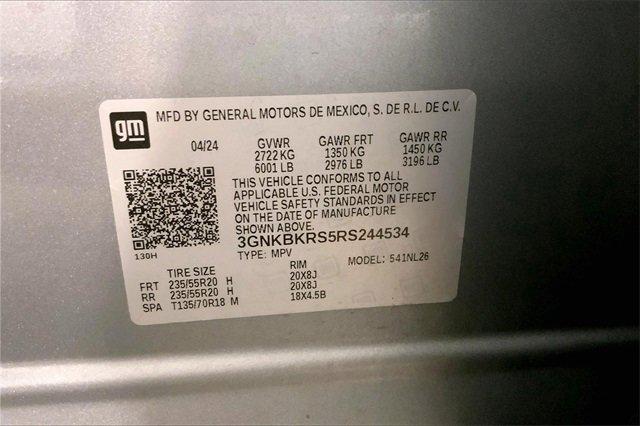 gm
MFD BY GENERAL MOTORS DE MEXICO, S. DE R.L. DE C.V.
04/24 GVWR GAWR FRT GAWR RR
2722 KG 1350 KG 1450 KG
6001 LB 2976 LB 3196 LB
THIS VEHICLE CONFORMS TO ALL
APPLICABLE U.S. FEDERAL MOTOR
VEHICLE SAFETY STANDARDS IN EFFECT
ON THE DATE OF MANUFACTURE
SHOWN ABOVE.
3GNKBKRS5RS244534
130H
TYPE: MPV MODEL: 541NL26
TIRE SIZE RIM
FRT 235/55R20 H 20X8J
RR 235/55R20 H 20X8J
SPA T135/70R18 M 18X4.5B